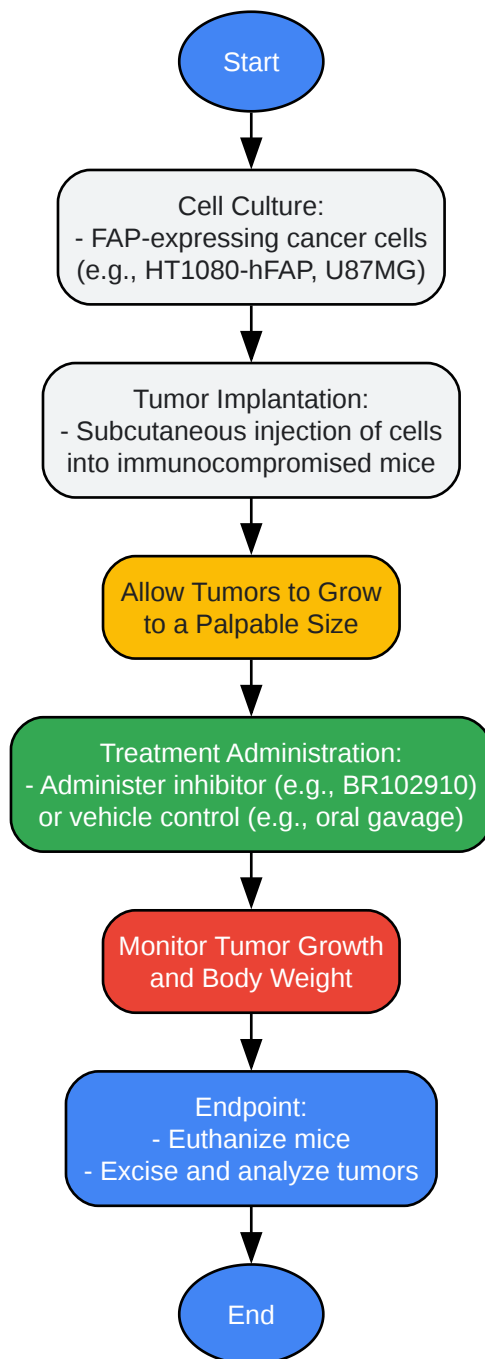 Start
Cell Culture:
- FAP-expressing cancer cells
(e.g., HT1080-hFAP, U87MG)
Tumor Implantation:
- Subcutaneous injection of cells
into immunocompromised mice
Allow Tumors to Grow
to a Palpable Size
Treatment Administration:
- Administer inhibitor (e.g., BR102910)
or vehicle control (e.g., oral gavage)
Monitor Tumor Growth
and Body Weight
Endpoint:
- Euthanize mice
- Excise and analyze tumors
End